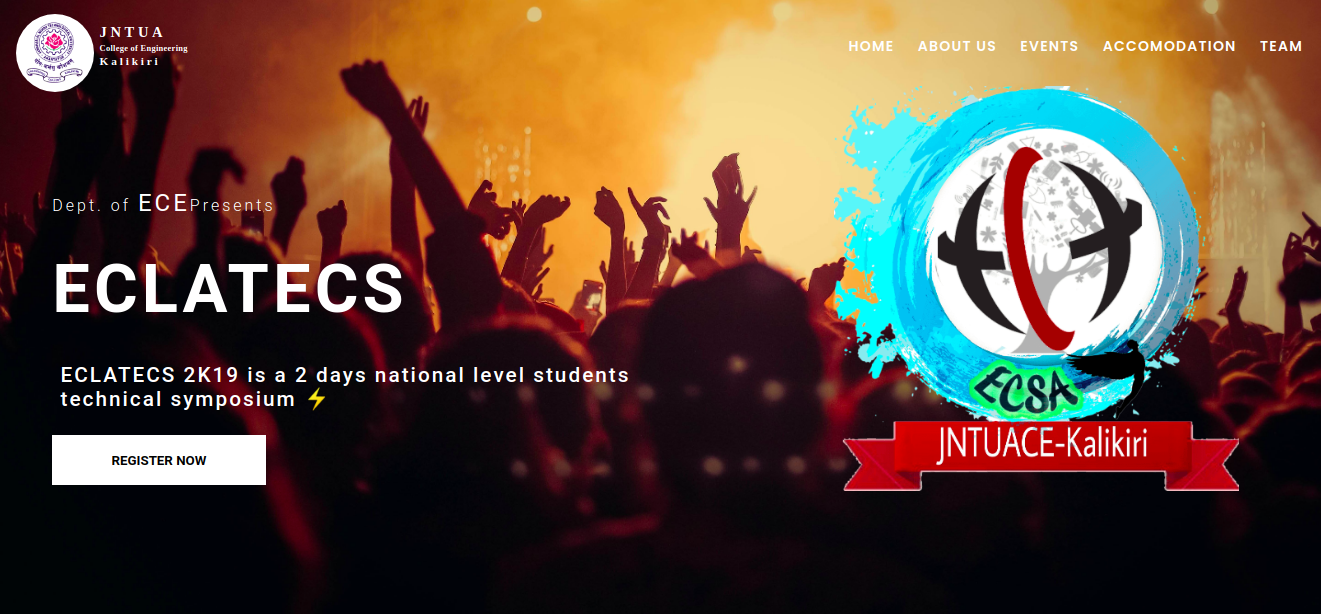 JNTUA
College of Engineering
Kalikiri
HOME ABOUT US EVENTS ACCOMODATION TEAM
Dept. of ECEPresents
ECLATECS
ECLATECS 2K19 is a 2 days national level students
technical symposium ⚡
REGISTER NOW
ECSA
JNTUACE-Kalikiri